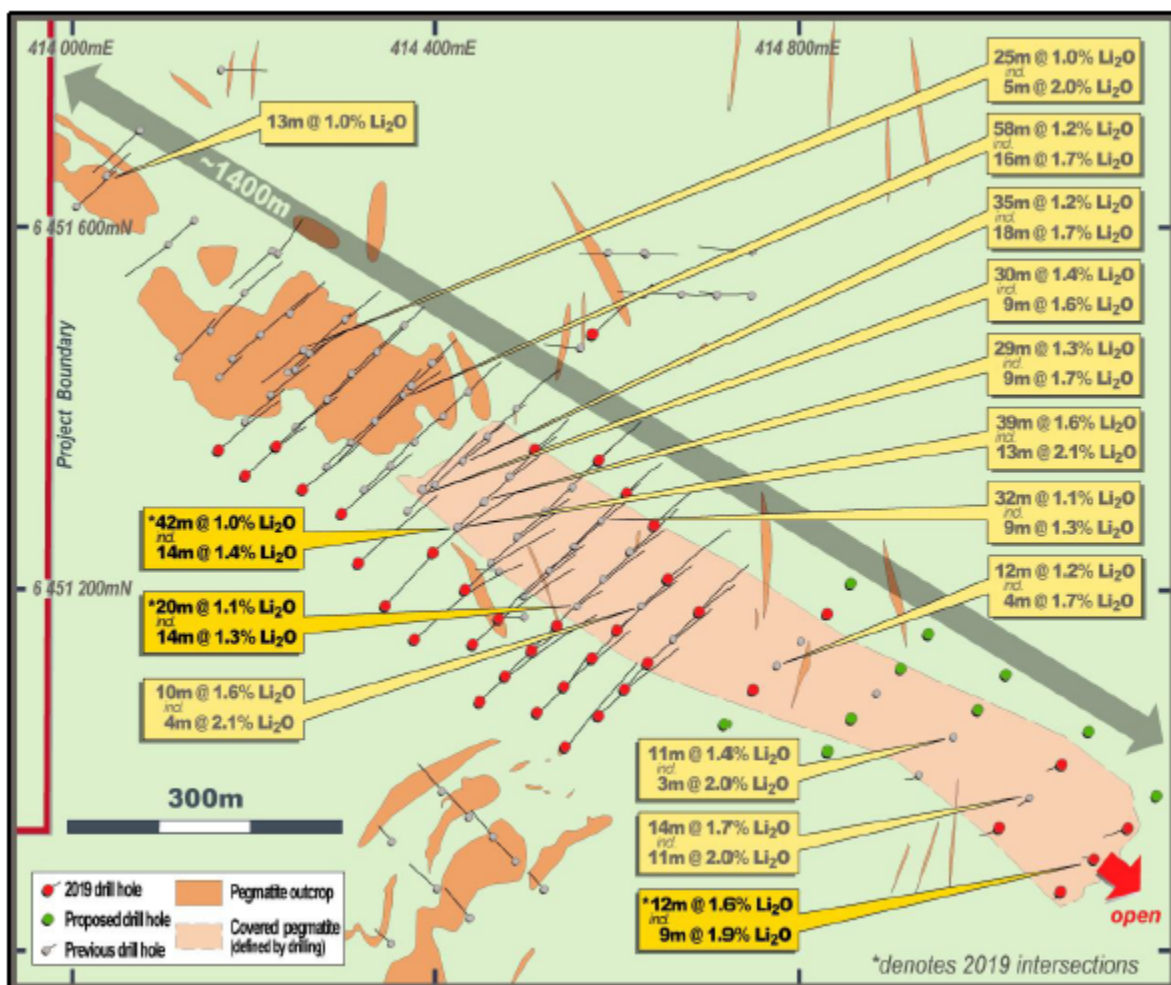 414 000mE
414 400mE
414 800mE
25m @ 1.0% Li₂O
incl.
5m @ 2.0% Li₂O
13m @ 1.0% Li₂O
58m @ 1.2% Li₂O
incl.
16m @ 1.7% Li₂O
~1400m
35m @ 1.2% Li₂O
incl.
18m @ 1.7% Li₂O
6 451 600mN
30m @ 1.4% Li₂O
incl.
9m @ 1.6% Li₂O
Project Boundary
29m @ 1.3% Li₂O
incl.
9m @ 1.7% Li₂O
39m @ 1.6% Li₂O
incl.
13m @ 2.1% Li₂O
*42m @ 1.0% Li₂O
incl.
14m @ 1.4% Li₂O
32m @ 1.1% Li₂O
incl.
9m @ 1.3% Li₂O
6 451 200mN
12m @ 1.2% Li₂O
incl.
4m @ 1.7% Li₂O
*20m @ 1.1% Li₂O
incl.
14m @ 1.3% Li₂O
10m @ 1.6% Li₂O
incl.
4m @ 2.1% Li₂O
11m @ 1.4% Li₂O
incl.
3m @ 2.0% Li₂O
300m
14m @ 1.7% Li₂O
incl.
11m @ 2.0% Li₂O
*12m @ 1.6% Li₂O
incl.
9m @ 1.9% Li₂O
open
2019 drill hole
Pegmatite outcrop
Proposed drill hole
Covered pegmatite
(defined by drilling)
Previous drill hole
*denotes 2019 intersections